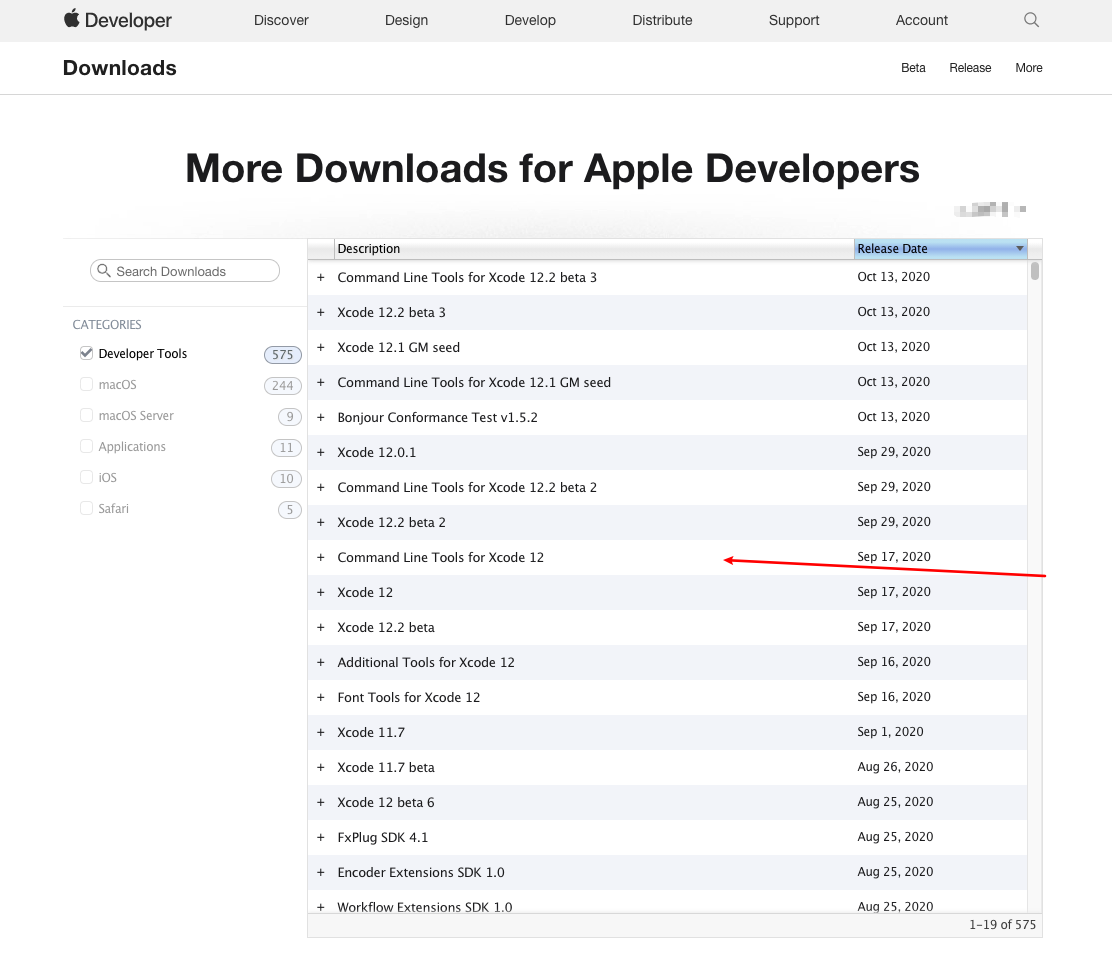 Developer Discover Design Develop Distribute Support Account
Downloads Beta Release More
More Downloads for Apple Developers
Search Downloads
CATEGORIES
Developer Tools 575
macOS 244
macOS Server 9
Applications 11
iOS 10
Safari 5
Description Release Date
+ Command Line Tools for Xcode 12.2 beta 3 Oct 13, 2020
+ Xcode 12.2 beta 3 Oct 13, 2020
+ Xcode 12.1 GM seed Oct 13, 2020
+ Command Line Tools for Xcode 12.1 GM seed Oct 13, 2020
+ Bonjour Conformance Test v1.5.2 Oct 13, 2020
+ Xcode 12.0.1 Sep 29, 2020
+ Command Line Tools for Xcode 12.2 beta 2 Sep 29, 2020
+ Xcode 12.2 beta 2 Sep 29, 2020
+ Command Line Tools for Xcode 12 Sep 17, 2020
+ Xcode 12 Sep 17, 2020
+ Xcode 12.2 beta Sep 17, 2020
+ Additional Tools for Xcode 12 Sep 16, 2020
+ Font Tools for Xcode 12 Sep 16, 2020
+ Xcode 11.7 Sep 1, 2020
+ Xcode 11.7 beta Aug 26, 2020
+ Xcode 12 beta 6 Aug 25, 2020
+ FxPlug SDK 4.1 Aug 25, 2020
+ Encoder Extensions SDK 1.0 Aug 25, 2020
+ Workflow Extensions SDK 1.0 Aug 25, 2020
1–19 of 575